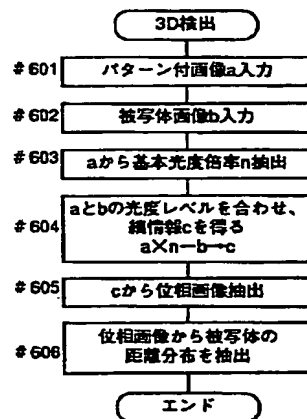 3D検出
#601
パターン付画像a入力
#602
被写体画像b入力
#603
aから基本光度倍率n抽出
#604
aとbの光度レベルを合わせ、
縞情報cを得る
a×n−b→c
#605
cから位相画像抽出
#606
位相画像から被写体の
距離分布を抽出
エンド